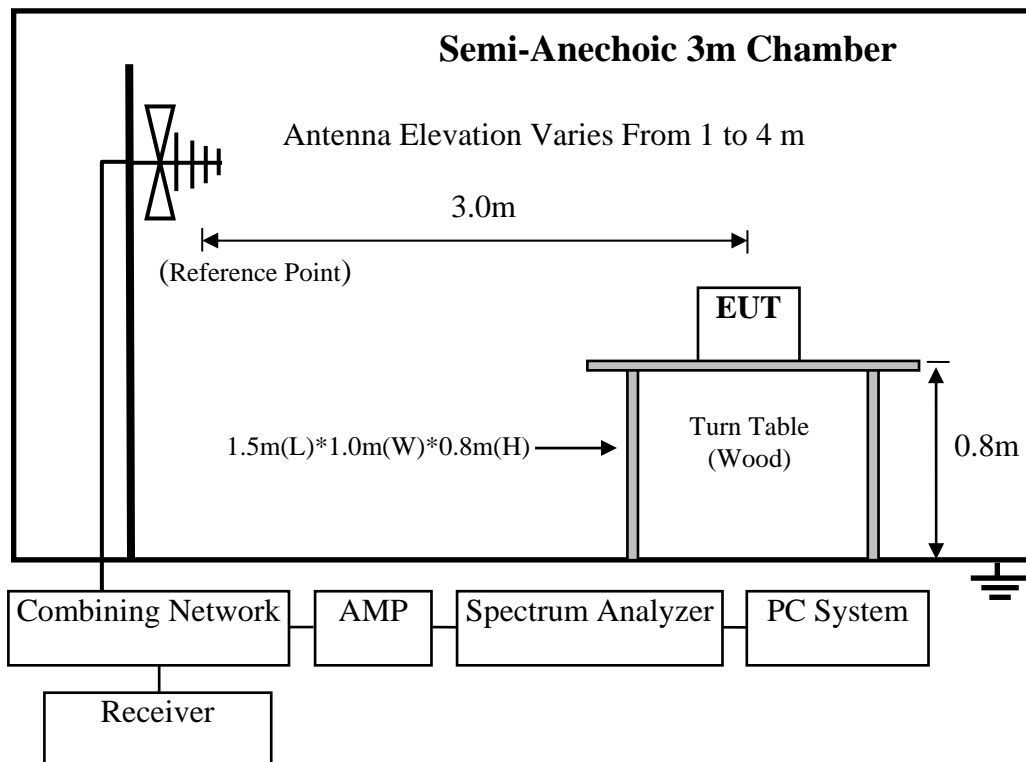 Semi-Anechoic 3m Chamber
Antenna Elevation Varies From 1 to 4 m
3.0m
(Reference Point)
EUT
1.5m(L)*1.0m(W)*0.8m(H)
Turn Table
(Wood)
0.8m
Combining Network
AMP
Spectrum Analyzer
PC System
Receiver